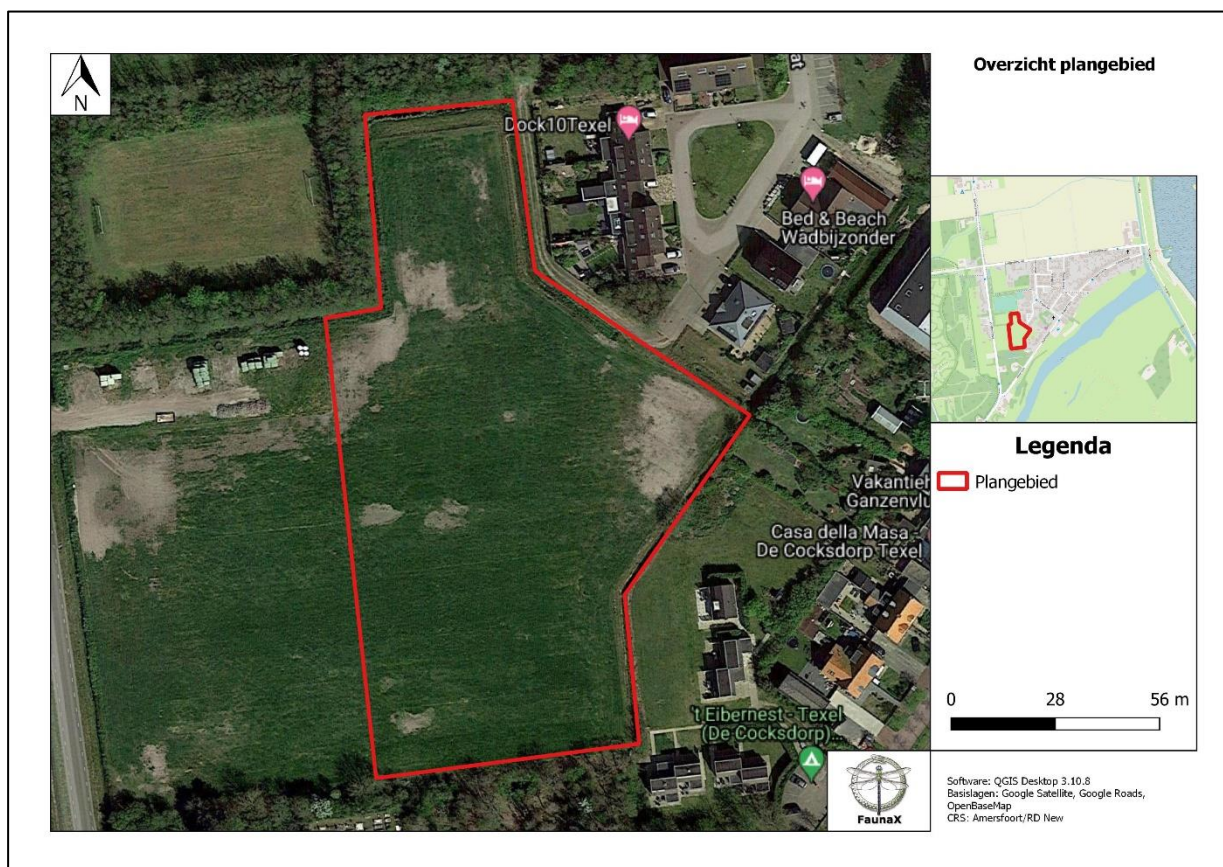 Overzicht plangebied
N
Dock10Texel
at
Bed & Beach
Wadbijzonder
Vakantieh
Ganzenvlu
Casa della Masa -
De Cocksdorp Texel
't Eibernest - Texel
(De Cocksdorp)...
Legenda
Plangebied
0 28 56 m
FaunaX
Software: QGIS Desktop 3.10.8
Basislagen: Google Satellite, Google Roads,
OpenBaseMap
CRS: Amersfoort/RD New